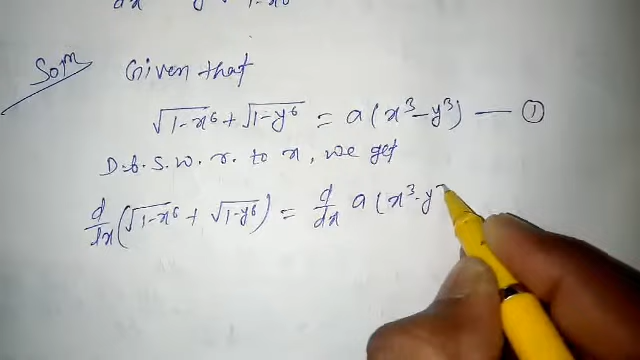 Solⁿ Given that
√1-x⁶ + √1-y⁶ = a(x³-y³) — ①
D.b.s.w.r. to x, we get
d/dx (√1-x⁶ + √1-y⁶) = d/dx a(x³-y³